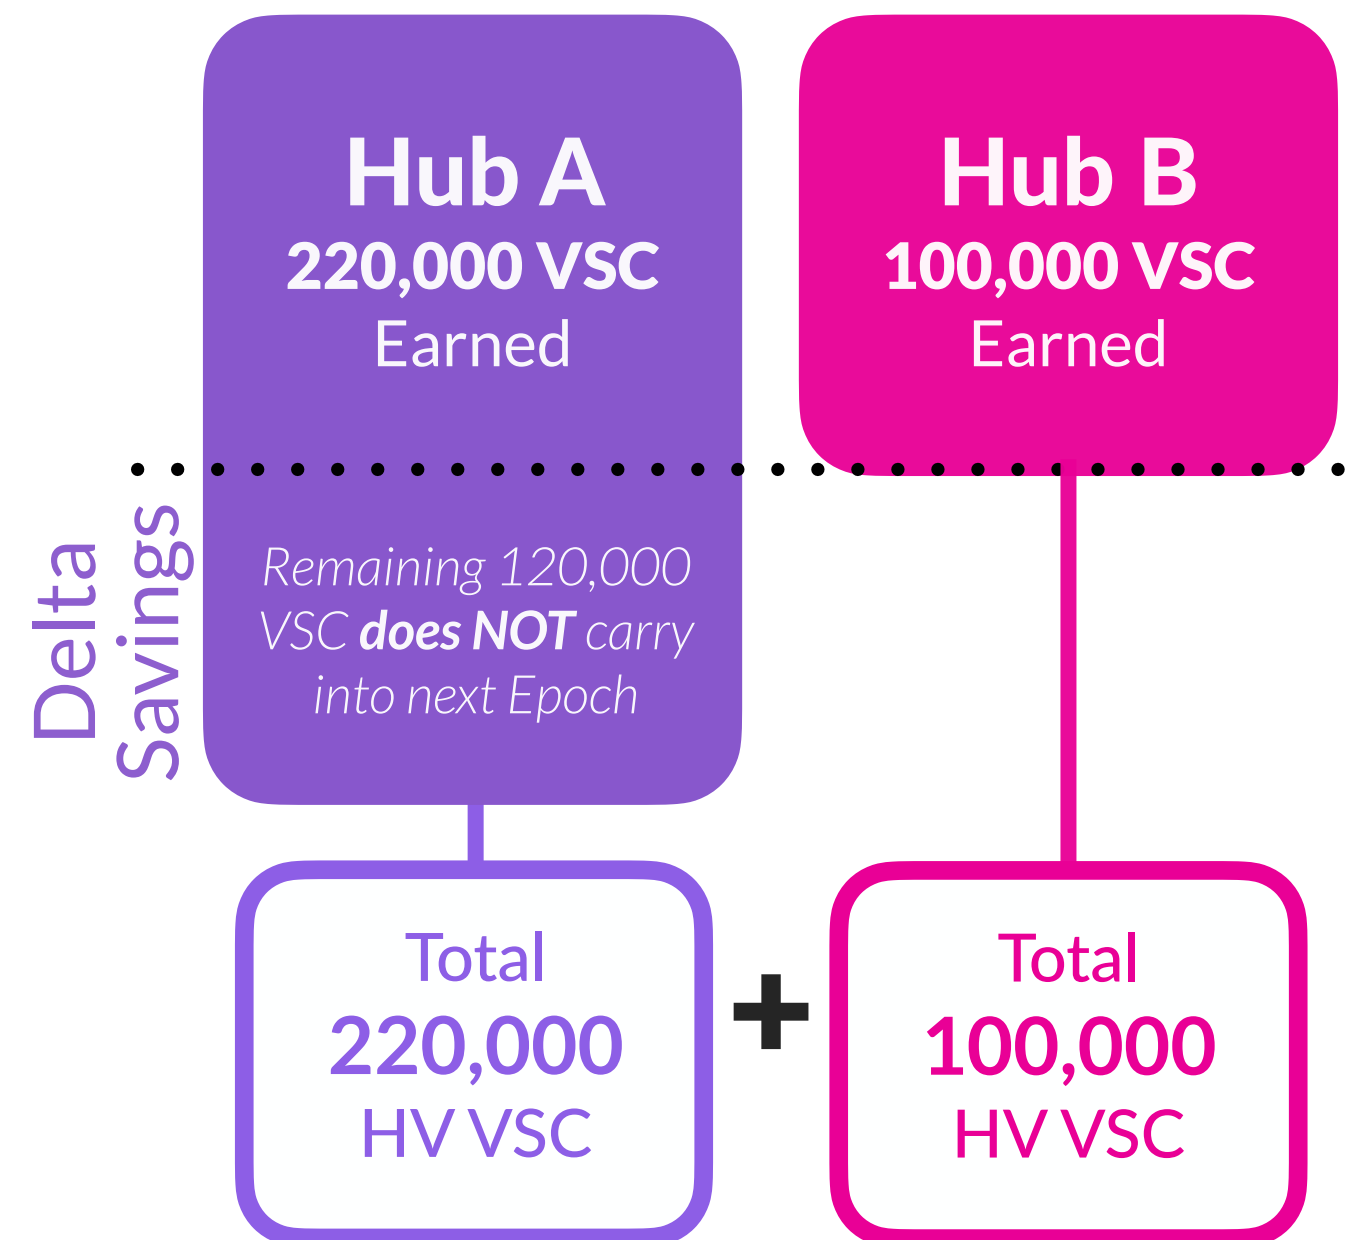 Hub A
220,000 VSC
Earned
Hub B
100,000 VSC
Earned
Delta
Savings
Remaining 120,000
VSC does NOT carry
into next Epoch
Total
220,000
HV VSC
+
Total
100,000
HV VSC